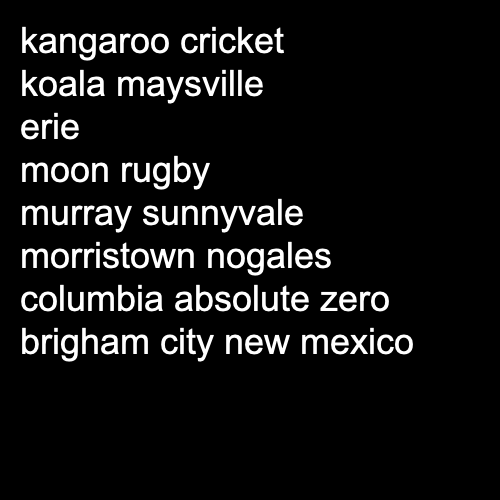 kangaroo cricket
koala maysville
erie
moon rugby
murray sunnyvale
morristown nogales
columbia absolute zero
brigham city new mexico